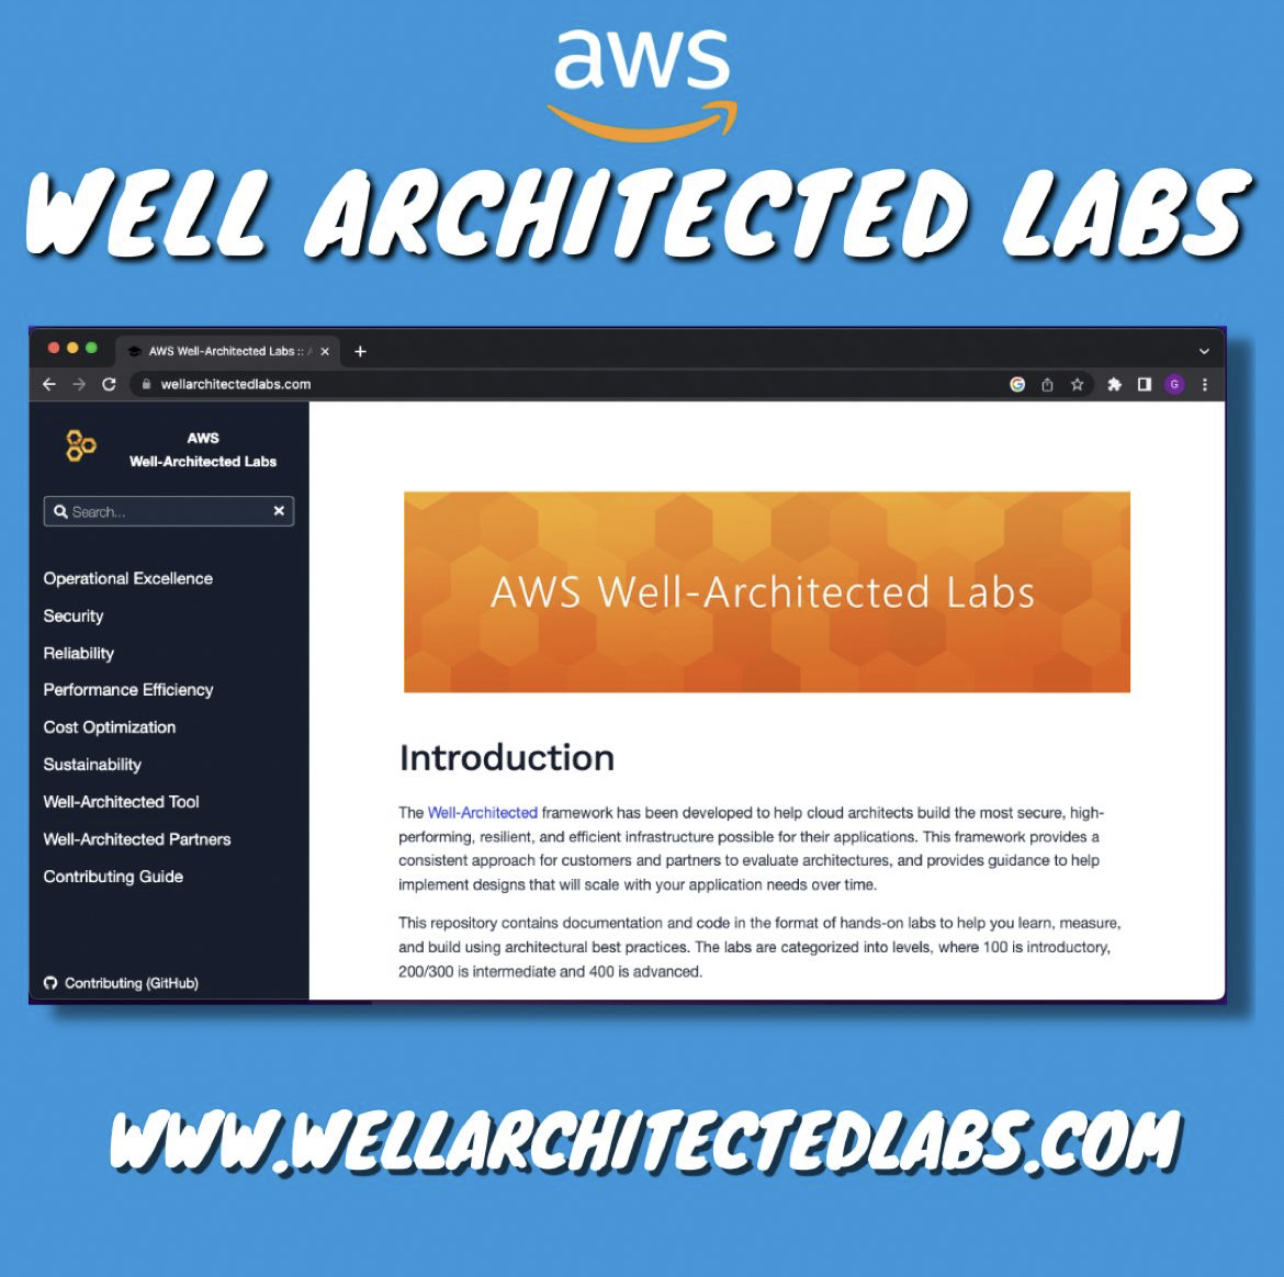 aws
WELL ARCHITECTED LABS
AWS Well-Architected Labs ::
wellarchitectedlabs.com
G
G
AWS
Well-Architected Labs
Search...
Operational Excellence
Security
Reliability
Performance Efficiency
Cost Optimization
Sustainability
Well-Architected Tool
Well-Architected Partners
Contributing Guide
Contributing (GitHub)
AWS Well-Architected Labs
Introduction
The Well-Architected framework has been developed to help cloud architects build the most secure, high-
performing, resilient, and efficient infrastructure possible for their applications. This framework provides a
consistent approach for customers and partners to evaluate architectures, and provides guidance to help
implement designs that will scale with your application needs over time.
This repository contains documentation and code in the format of hands-on labs to help you learn, measure,
and build using architectural best practices. The labs are categorized into levels, where 100 is introductory,
200/300 is intermediate and 400 is advanced.
WWW.WELLARCHITECTEDLABS.COM